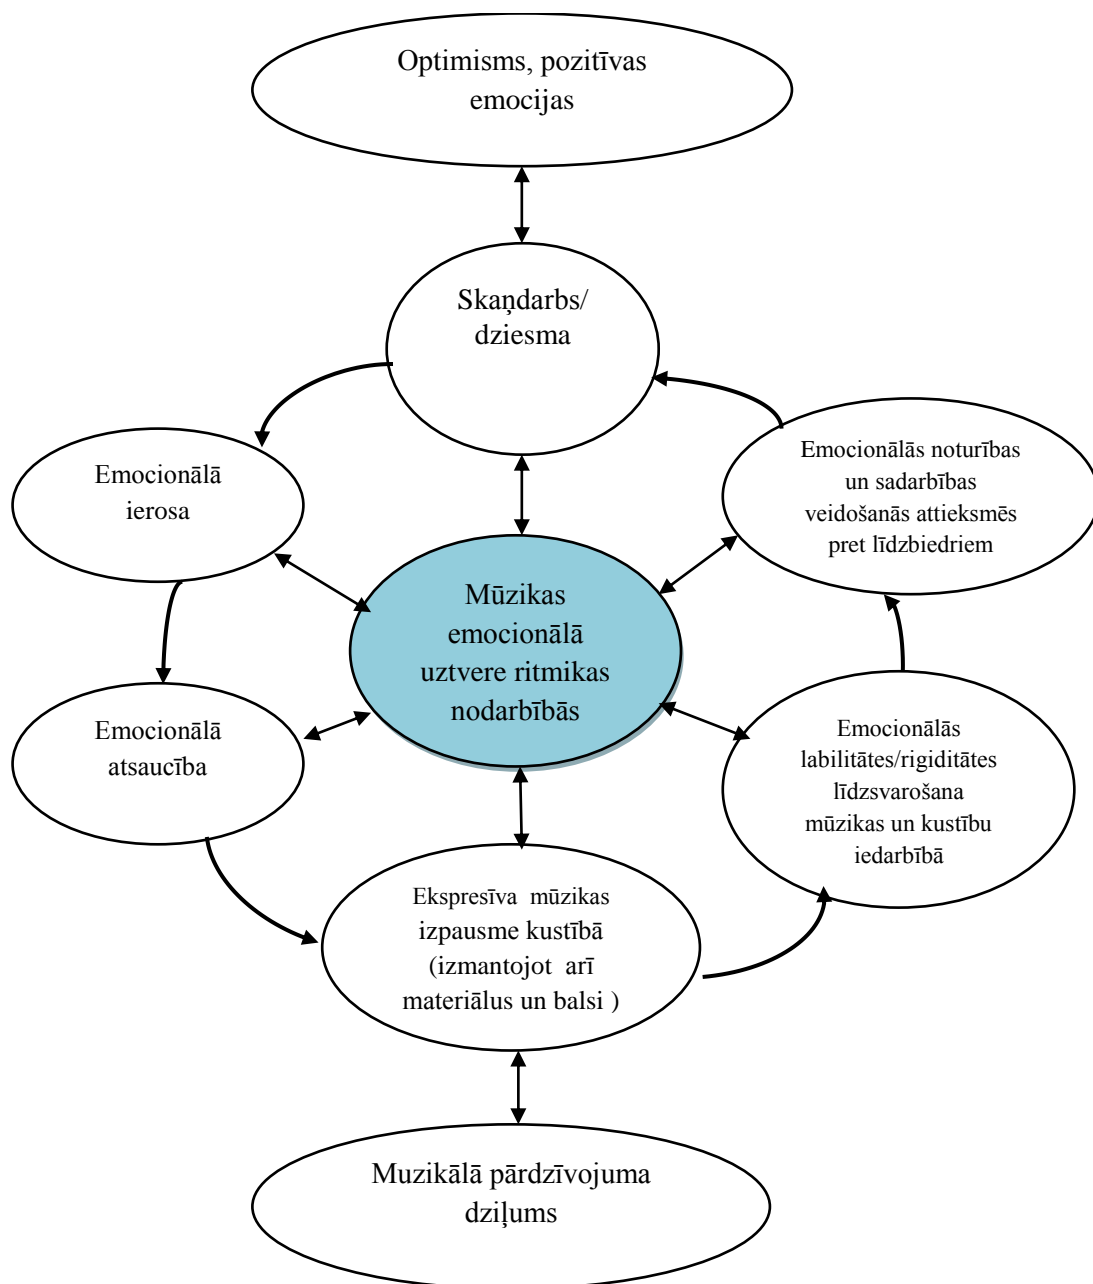 Optimisms, pozitīvas
emocijas
Skaņdarbs/
dziesma
Emocionālā
ierosa
Emocionālās noturības
un sadarbības
veidošanās attieksmēs
pret līdzbiedriem
Mūzikas
emocionālā
uztvere ritmikas
nodarbībās
Emocionālā
atsaucība
Emocionālās
labilitātes/rigiditātes
līdzsvarošana
mūzikas un kustību
iedarbībā
Ekspresīva mūzikas
izpausme kustībā
(izmantojot arī
materiālus un balsi )
Muzikālā pārdzīvojuma
dziļums